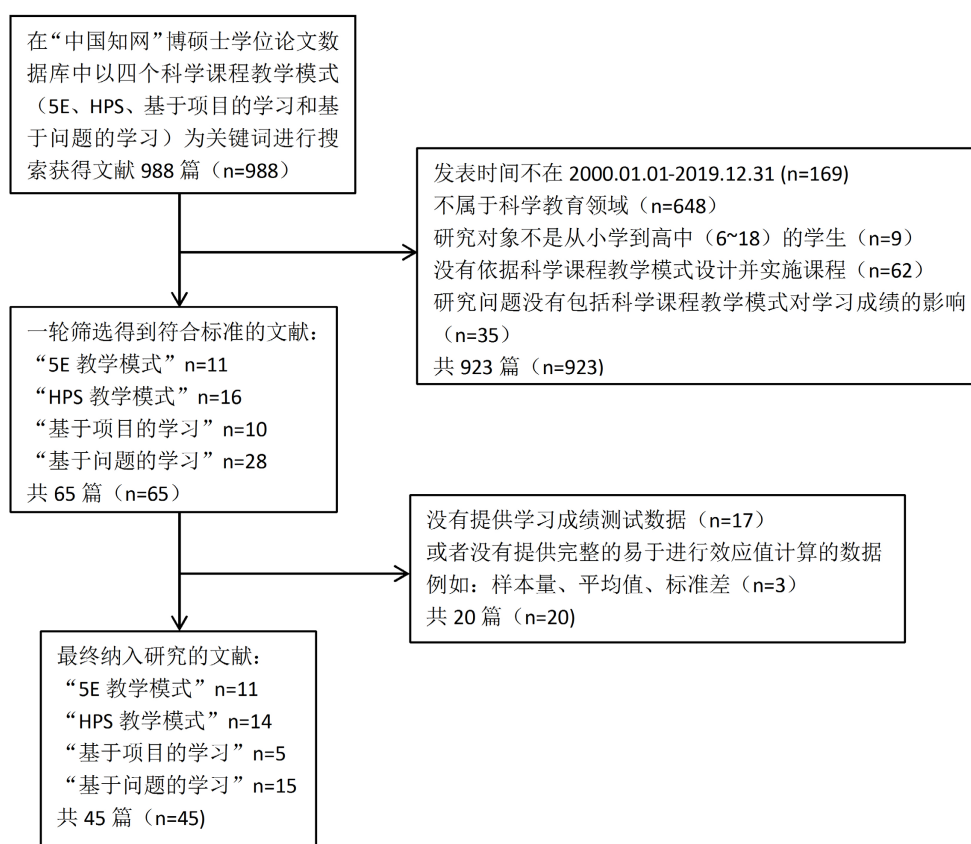 在“中国知网”博硕士学位论文数
据库中以四个科学课程教学模式
（5E、HPS、基于项目的学习和基
于问题的学习）为关键词进行搜
索获得文献 988 篇（n=988）
发表时间不在 2000.01.01-2019.12.31 (n=169)
不属于科学教育领域（n=648）
研究对象不是从小学到高中（6~18）的学生（n=9）
没有依据科学课程教学模式设计并实施课程（n=62）
研究问题没有包括科学课程教学模式对学习成绩的影响
（n=35）
共 923 篇（n=923)
一轮筛选得到符合标准的文献：
“5E 教学模式”n=11
“HPS 教学模式”n=16
“基于项目的学习”n=10
“基于问题的学习”n=28
共 65 篇（n=65）
没有提供学习成绩测试数据（n=17）
或者没有提供完整的易于进行效应值计算的数据
例如：样本量、平均值、标准差（n=3）
共 20 篇（n=20)
最终纳入研究的文献：
“5E 教学模式”n=11
“HPS 教学模式”n=14
“基于项目的学习”n=5
“基于问题的学习”n=15
共 45 篇（n=45)